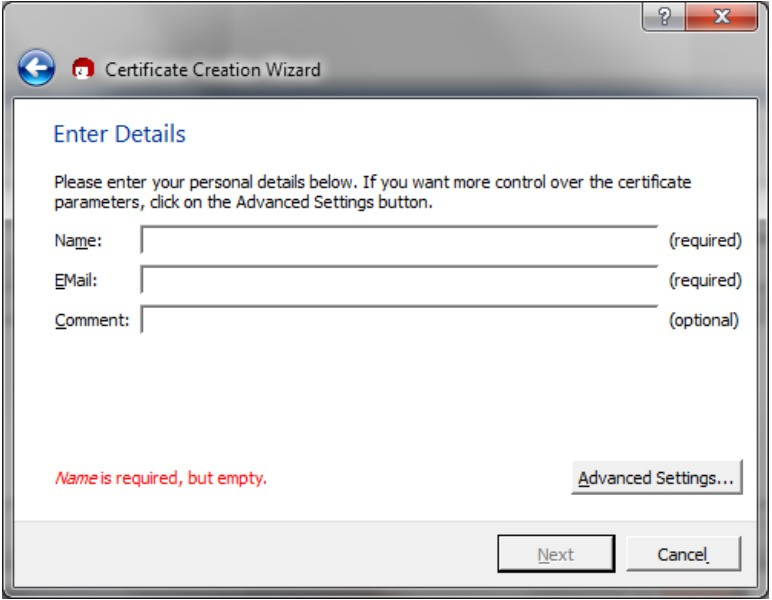 ?
x
Certificate Creation Wizard
Enter Details
Please enter your personal details below. If you want more control over the certificate
parameters, click on the Advanced Settings button.
Name: (required)
EMail: (required)
Comment: (optional)
Name is required, but empty.
Advanced Settings...
Next Cancel